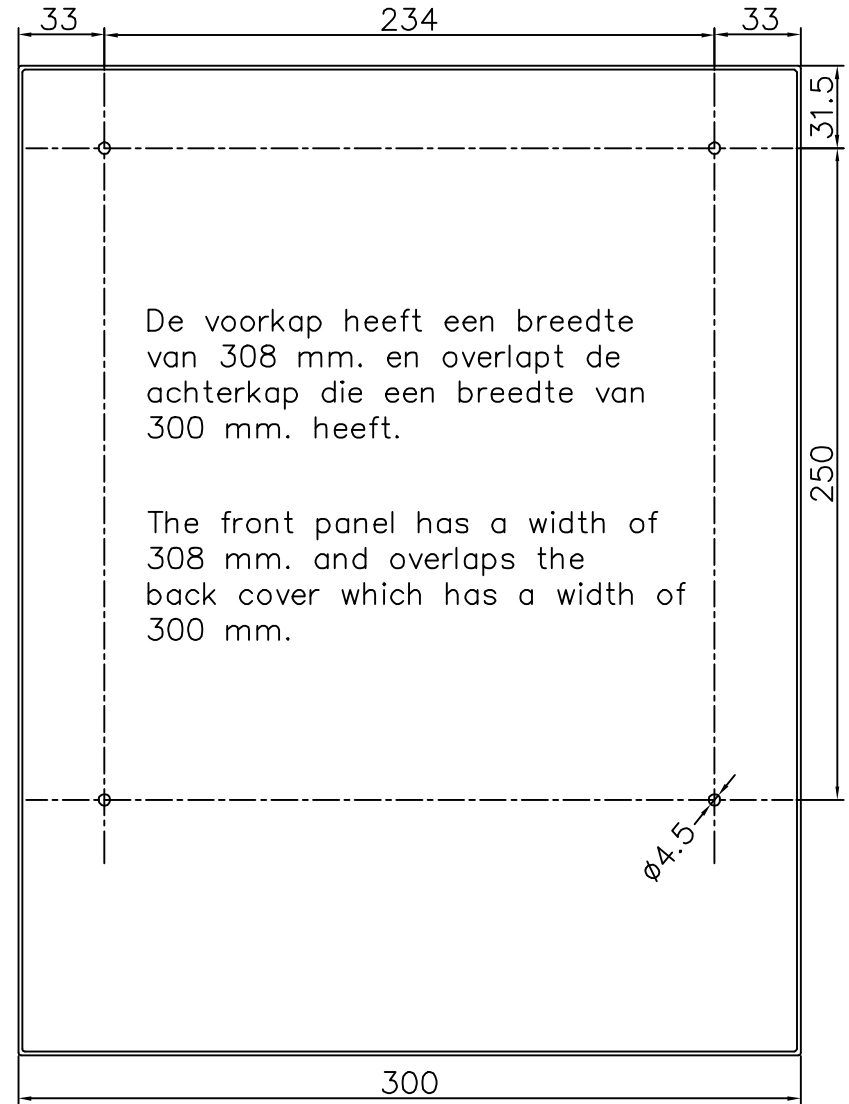 33 234 33
31.5
De voorkap heeft een breedte
van 308 mm. en overlapt de
achterkap die een breedte van
300 mm. heeft.
250
The front panel has a width of
308 mm. and overlaps the
back cover which has a width of
300 mm.
ø4.5
300